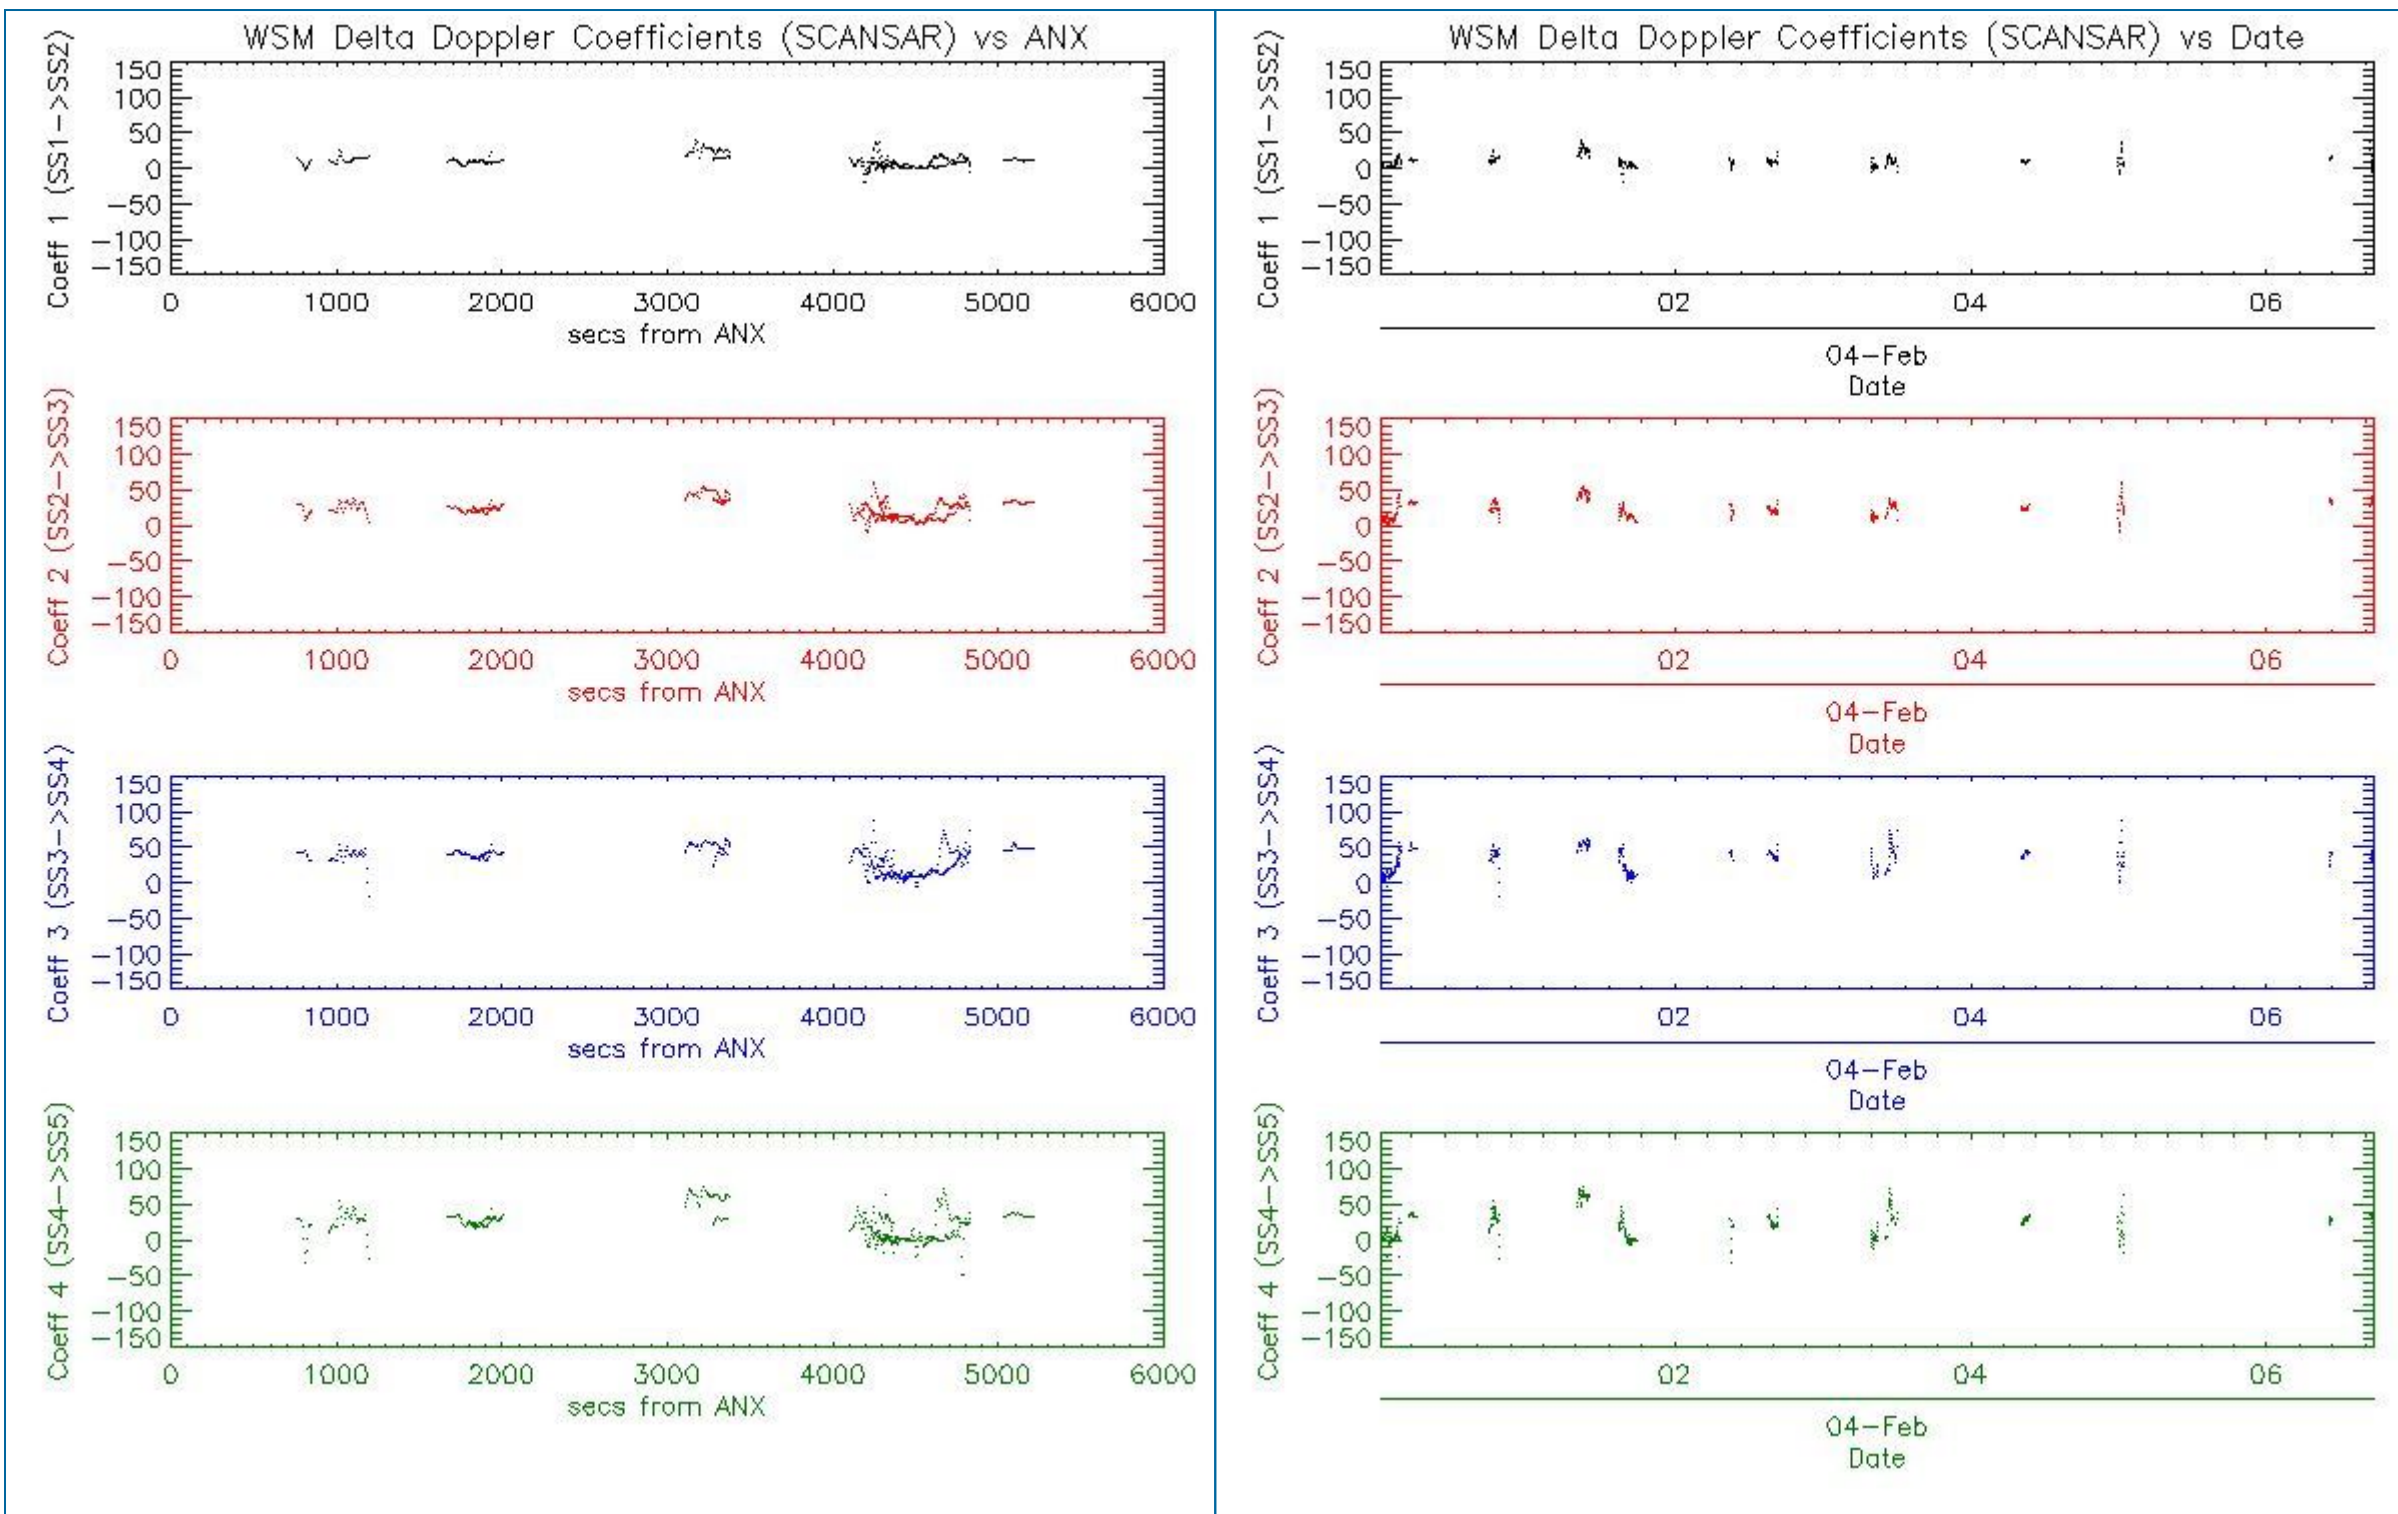 WSM Delta Doppler Coefficients (SCANSAR) vs ANX
Coeff 1 (SS1->SS2)
150
100
50
0
-50
-100
-150
0 1000 2000 3000 4000 5000 6000
secs from ANX
Coeff 2 (SS2->SS3)
150
100
50
0
-50
-100
-150
0 1000 2000 3000 4000 5000 6000
secs from ANX
Coeff 3 (SS3->SS4)
150
100
50
0
-50
-100
-150
0 1000 2000 3000 4000 5000 6000
secs from ANX
Coeff 4 (SS4->SS5)
150
100
50
0
-50
-100
-150
0 1000 2000 3000 4000 5000 6000
secs from ANX
WSM Delta Doppler Coefficients (SCANSAR) vs Date
Coeff 1 (SS1->SS2)
150
100
50
0
-50
-100
-150
02 04 06
04-Feb
Date
Coeff 2 (SS2->SS3)
150
100
50
0
-50
-100
-150
02 04 06
04-Feb
Date
Coeff 3 (SS3->SS4)
150
100
50
0
-50
-100
-150
02 04 06
04-Feb
Date
Coeff 4 (SS4->SS5)
150
100
50
0
-50
-100
-150
02 04 06
04-Feb
Date